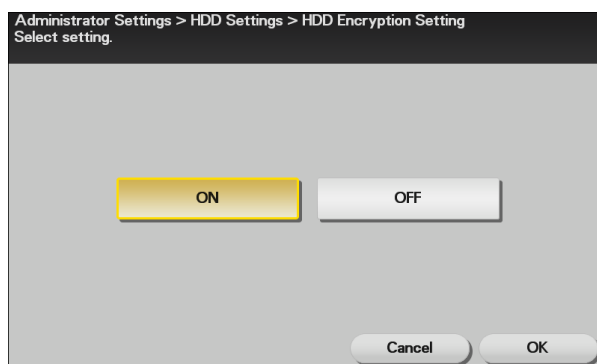 Administrator Settings > HDD Settings > HDD Encryption Setting
Select setting.
ON
OFF
Cancel
OK